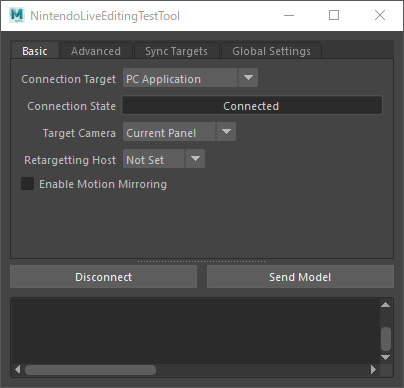 NintendoLiveEditingTestTool
Basic Advanced Sync Targets Global Settings
Connection Target PC Application
Connection State Connected
Target Camera Current Panel
Retargetting Host Not Set
Enable Motion Mirroring
Disconnect Send Model